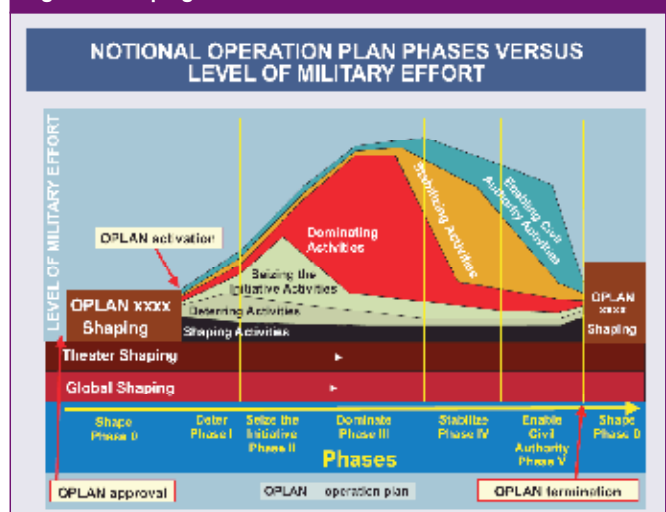 NOTIONAL OPERATION PLAN PHASES VERSUS
LEVEL OF MILITARY EFFORT
LEVEL OF MILITARY EFFORT
OPLAN activation
Stabilizing Activities
Enabling Civil
Authority Activities
Dominating
Activities
Seizing the
Initiative Activities
Deterring Activities
Shaping Activities
OPLAN xxxx
Shaping
OPLAN
xxxx
Shaping
Theater Shaping
Global Shaping
Shape
Phase 0
Deter
Phase I
Seize the
Initiative
Phase II
Dominate
Phase III
Stabilize
Phase IV
Enable
Civil
Authority
Phase V
Shape
Phase 0
Phases
OPLAN approval
OPLAN operation plan
OPLAN termination